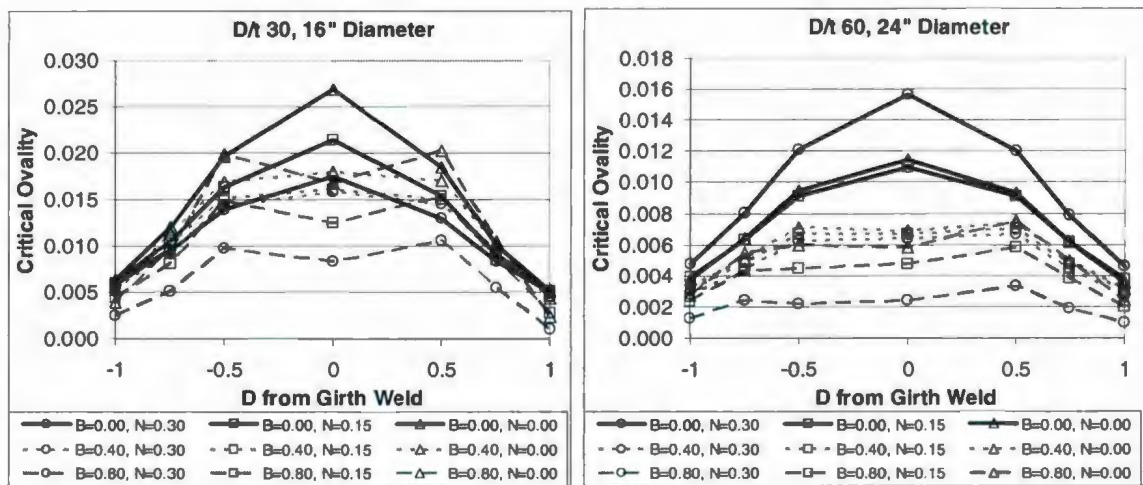 D/t 30, 16" Diameter
0.030
0.025
0.020
0.015
0.010
0.005
0.000
Critical Ovality
-1 -0.5 0 0.5 1
D from Girth Weld
B=0.00, N=0.30 B=0.00, N=0.15 B=0.00, N=0.00
B=0.40, N=0.30 B=0.40, N=0.15 B=0.40, N=0.00
B=0.80, N=0.30 B=0.80, N=0.15 B=0.80, N=0.00
D/t 60, 24" Diameter
0.018
0.016
0.014
0.012
0.010
0.008
0.006
0.004
0.002
0.000
Critical Ovality
-1 -0.5 0 0.5 1
D from Girth Weld
B=0.00, N=0.30 B=0.00, N=0.15 B=0.00, N=0.00
B=0.40, N=0.30 B=0.40, N=0.15 B=0.40, N=0.00
B=0.80, N=0.30 B=0.80, N=0.15 B=0.80, N=0.00